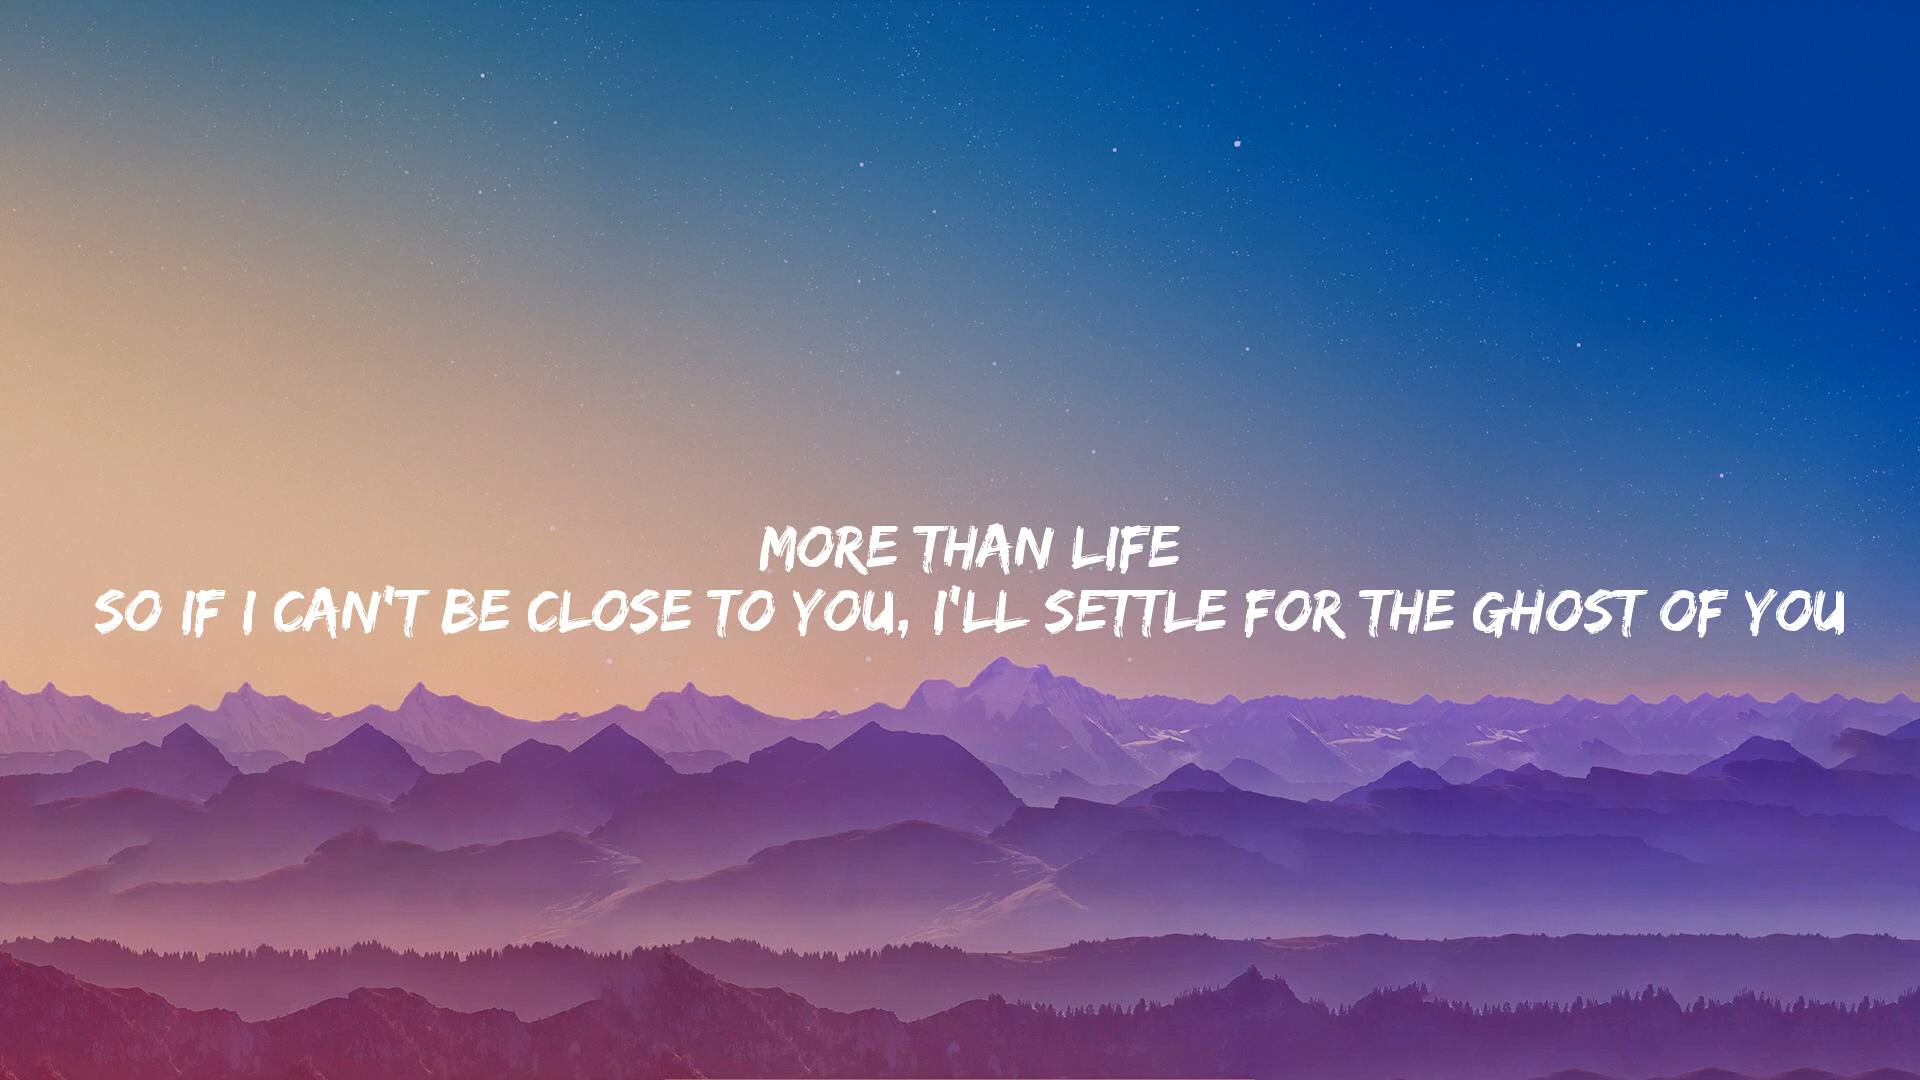 MORE THAN LIFE
SO IF I CAN'T BE CLOSE TO YOU, I'LL SETTLE FOR THE GHOST OF YOU